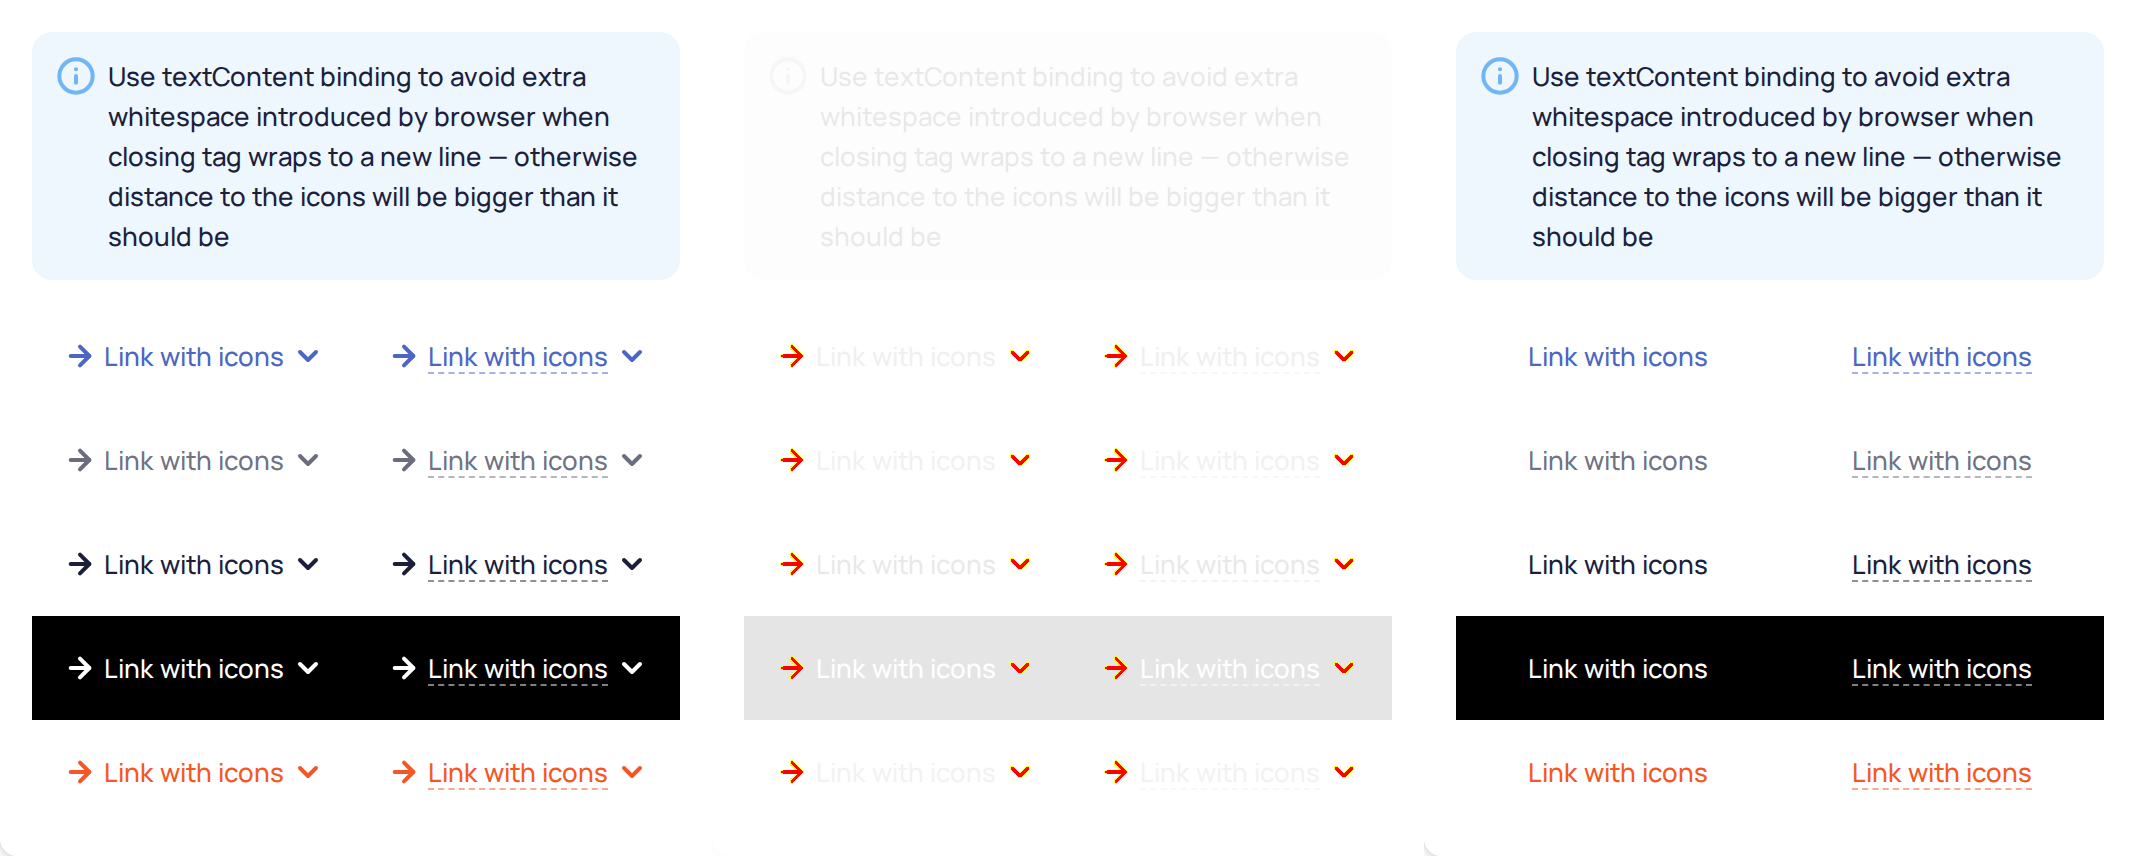 Use textContent binding to avoid extra
whitespace introduced by browser when
closing tag wraps to a new line — otherwise
distance to the icons will be bigger than it
should be
Link with icons Link with icons
Link with icons Link with icons
Link with icons Link with icons
Link with icons Link with icons
Link with icons Link with icons
Use textContent binding to avoid extra
whitespace introduced by browser when
closing tag wraps to a new line — otherwise
distance to the icons will be bigger than it
should be
Link with icons Link with icons
Link with icons Link with icons
Link with icons Link with icons
Link with icons Link with icons
Link with icons Link with icons
Use textContent binding to avoid extra
whitespace introduced by browser when
closing tag wraps to a new line — otherwise
distance to the icons will be bigger than it
should be
Link with icons Link with icons
Link with icons Link with icons
Link with icons Link with icons
Link with icons Link with icons
Link with icons Link with icons